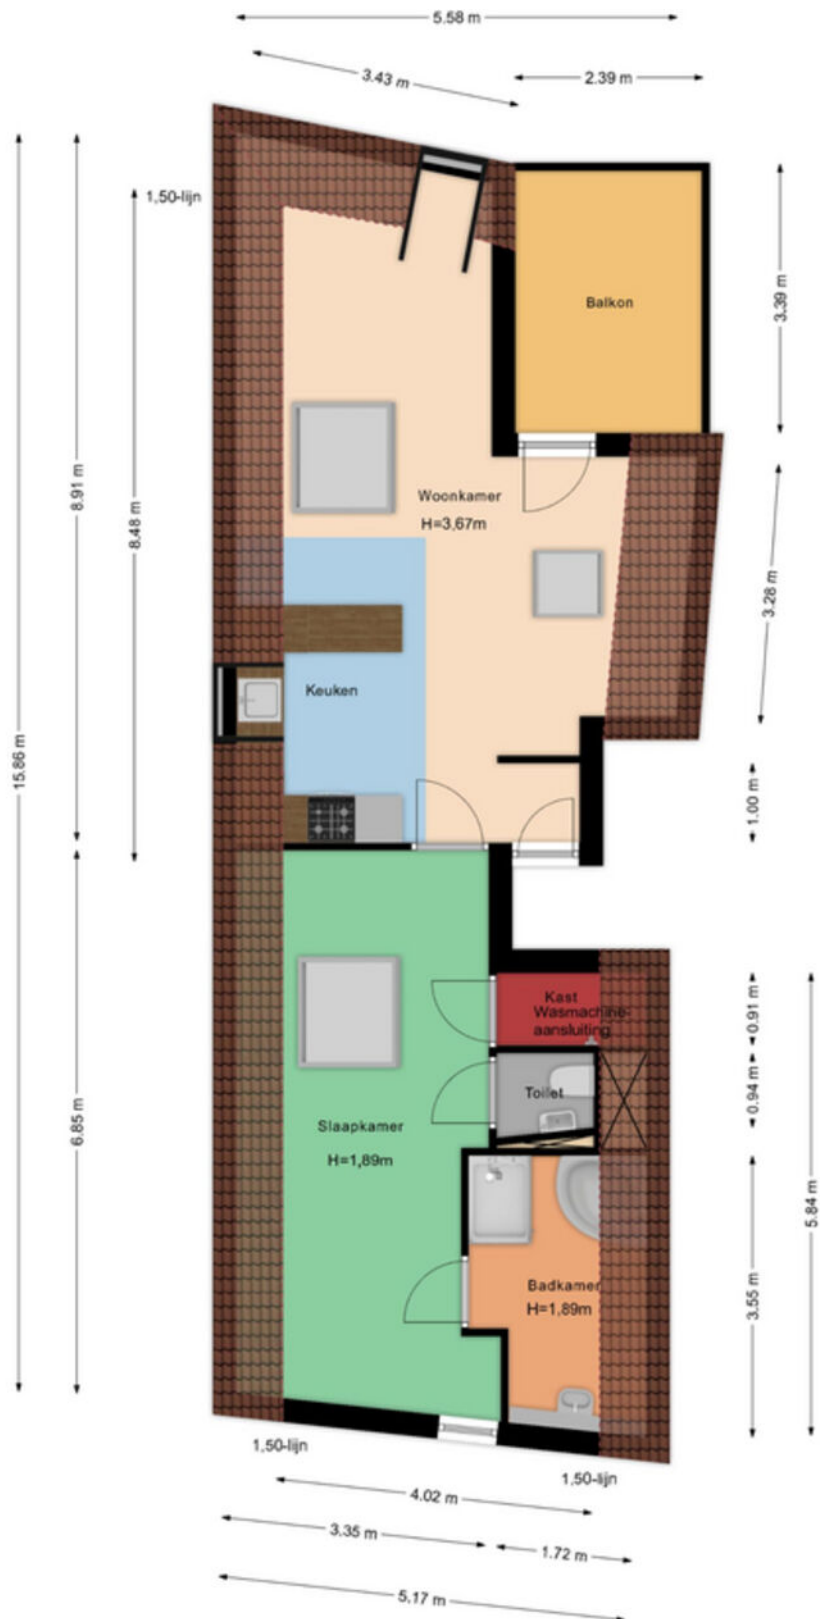 5.58 m
3.43 m
2.39 m
1,50-lijn
Balkon
3.39 m
8.91 m
8.48 m
Woonkamer
H=3,67m
3.28 m
Keuken
15.86 m
1.00 m
Kast
Wasmachine-
aansluiting
0.91 m
Toilet
0.94 m
6.85 m
Slaapkamer
H=1,89m
5.84 m
Badkamer
H=1,89m
3.55 m
1,50-lijn
1,50-lijn
4.02 m
3.35 m
1.72 m
5.17 m